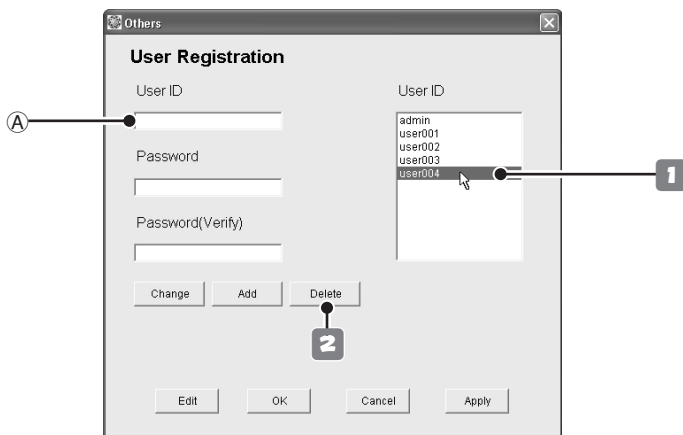 Others
User Registration
User ID
User ID
A
admin
user001
user002
user003
user004
1
Password
Password(Verify)
Change Add Delete
2
Edit OK Cancel Apply